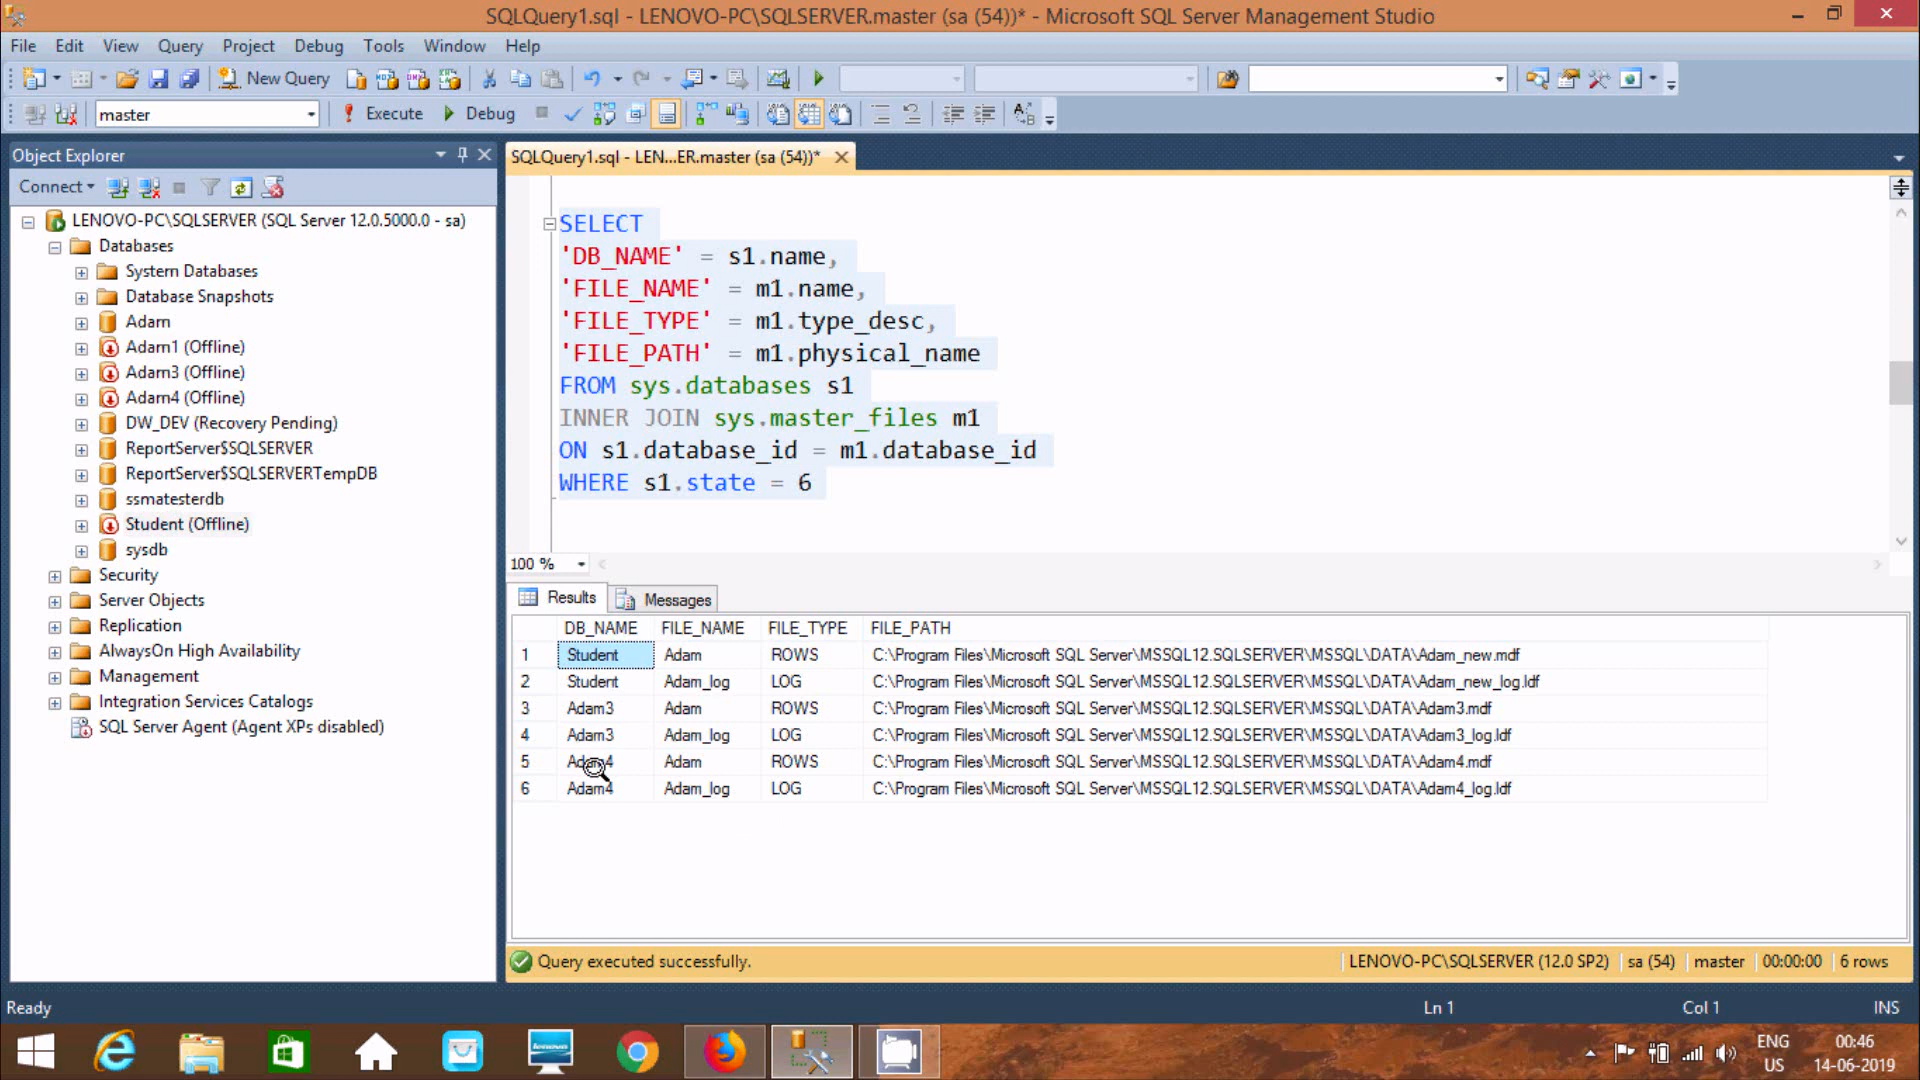 SQLQuery1.sql - LENOVO-PC\SQLSERVER.master (sa (54))* - Microsoft SQL Server Management Studio
File Edit View Query Project Debug Tools Window Help
New Query
master Execute Debug
Object Explorer
Connect
LENOVO-PC\SQLSERVER (SQL Server 12.0.5000.0 - sa)
Databases
System Databases
Database Snapshots
Adam
Adam1 (Offline)
Adam3 (Offline)
Adam4 (Offline)
DW_DEV (Recovery Pending)
ReportServer$SQLSERVER
ReportServer$SQLSERVERTempDB
ssmatesterdb
Student (Offline)
sysdb
Security
Server Objects
Replication
AlwaysOn High Availability
Management
Integration Services Catalogs
SQL Server Agent (Agent XPs disabled)
SQLQuery1.sql - LEN...ER.master (sa (54))*
SELECT
'DB_NAME' = s1.name,
'FILE_NAME' = m1.name,
'FILE_TYPE' = m1.type_desc,
'FILE_PATH' = m1.physical_name
FROM sys.databases s1
INNER JOIN sys.master_files m1
ON s1.database_id = m1.database_id
WHERE s1.state = 6
100 %
Results Messages
DB_NAME FILE_NAME FILE_TYPE FILE_PATH
1 Student Adam ROWS C:\Program Files\Microsoft SQL Server\MSSQL12.SQLSERVER\MSSQL\DATA\Adam_new.mdf
2 Student Adam_log LOG C:\Program Files\Microsoft SQL Server\MSSQL12.SQLSERVER\MSSQL\DATA\Adam_new_log.ldf
3 Adam3 Adam ROWS C:\Program Files\Microsoft SQL Server\MSSQL12.SQLSERVER\MSSQL\DATA\Adam3.mdf
4 Adam3 Adam_log LOG C:\Program Files\Microsoft SQL Server\MSSQL12.SQLSERVER\MSSQL\DATA\Adam3_log.ldf
5 Adam4 Adam ROWS C:\Program Files\Microsoft SQL Server\MSSQL12.SQLSERVER\MSSQL\DATA\Adam4.mdf
6 Adam4 Adam_log LOG C:\Program Files\Microsoft SQL Server\MSSQL12.SQLSERVER\MSSQL\DATA\Adam4_log.ldf
Query executed successfully. LENOVO-PC\SQLSERVER (12.0 SP2) sa (54) master 00:00:00 6 rows
Ready Ln 1 Col 1 INS
ENG 00:46
US 14-06-2019